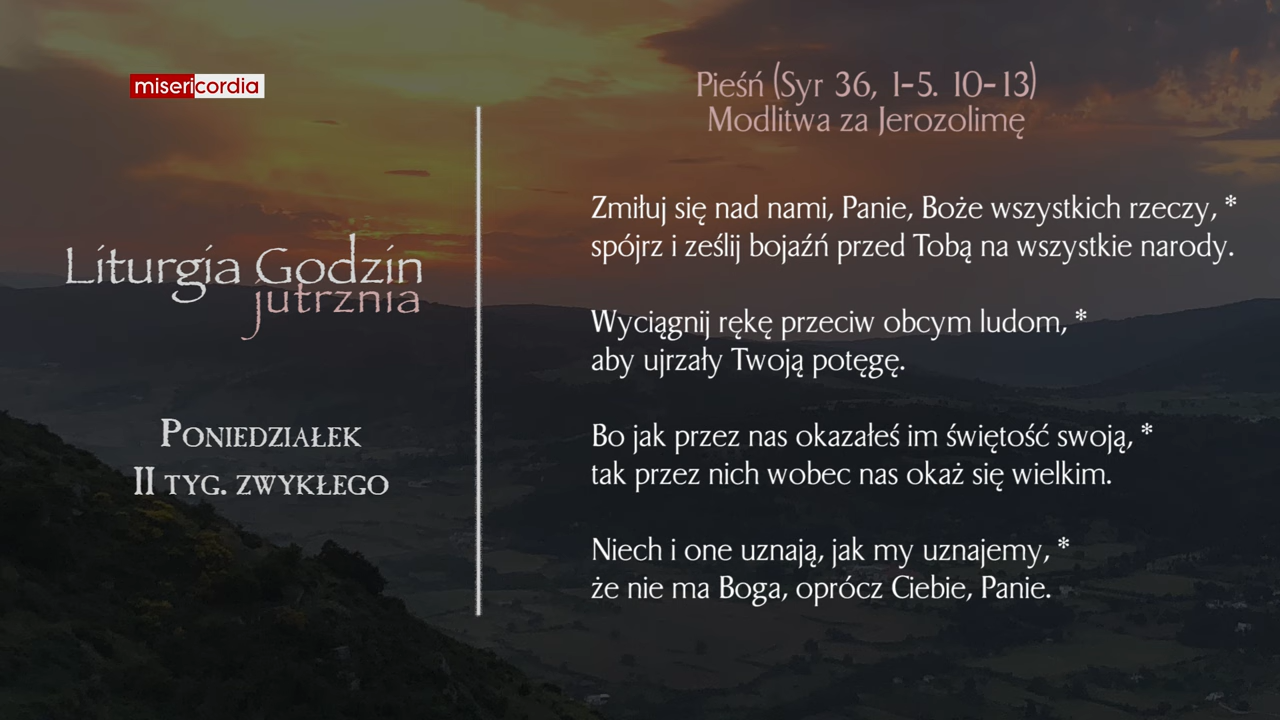 misericordia
Liturgia Godzin
jutrznia
Poniedziałek
II tyg. zwykłego
Pieśń (Syr 36, 1-5. 10-13)
Modlitwa za Jerozolimę
Zmiłuj się nad nami, Panie, Boże wszystkich rzeczy, *
spójrz i ześlij bojaźń przed Tobą na wszystkie narody.
Wyciągnij rękę przeciw obcym ludom, *
aby ujrzały Twoją potęgę.
Bo jak przez nas okazałeś im świętość swoją, *
tak przez nich wobec nas okaż się wielkim.
Niech i one uznają, jak my uznajemy, *
że nie ma Boga, oprócz Ciebie, Panie.